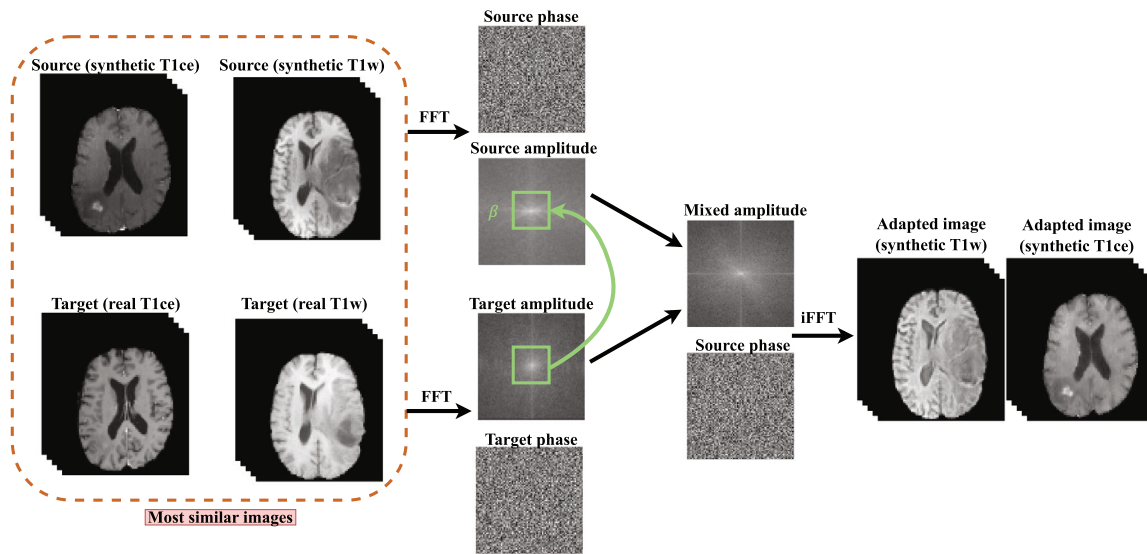 Source phase
Source (synthetic T1ce)
Source (synthetic T1w)
FFT
Source amplitude
β
Mixed amplitude
Adapted image
(synthetic T1w)
Adapted image
(synthetic T1ce)
Target (real T1ce)
Target (real T1w)
Target amplitude
iFFT
Source phase
FFT
Target phase
Most similar images